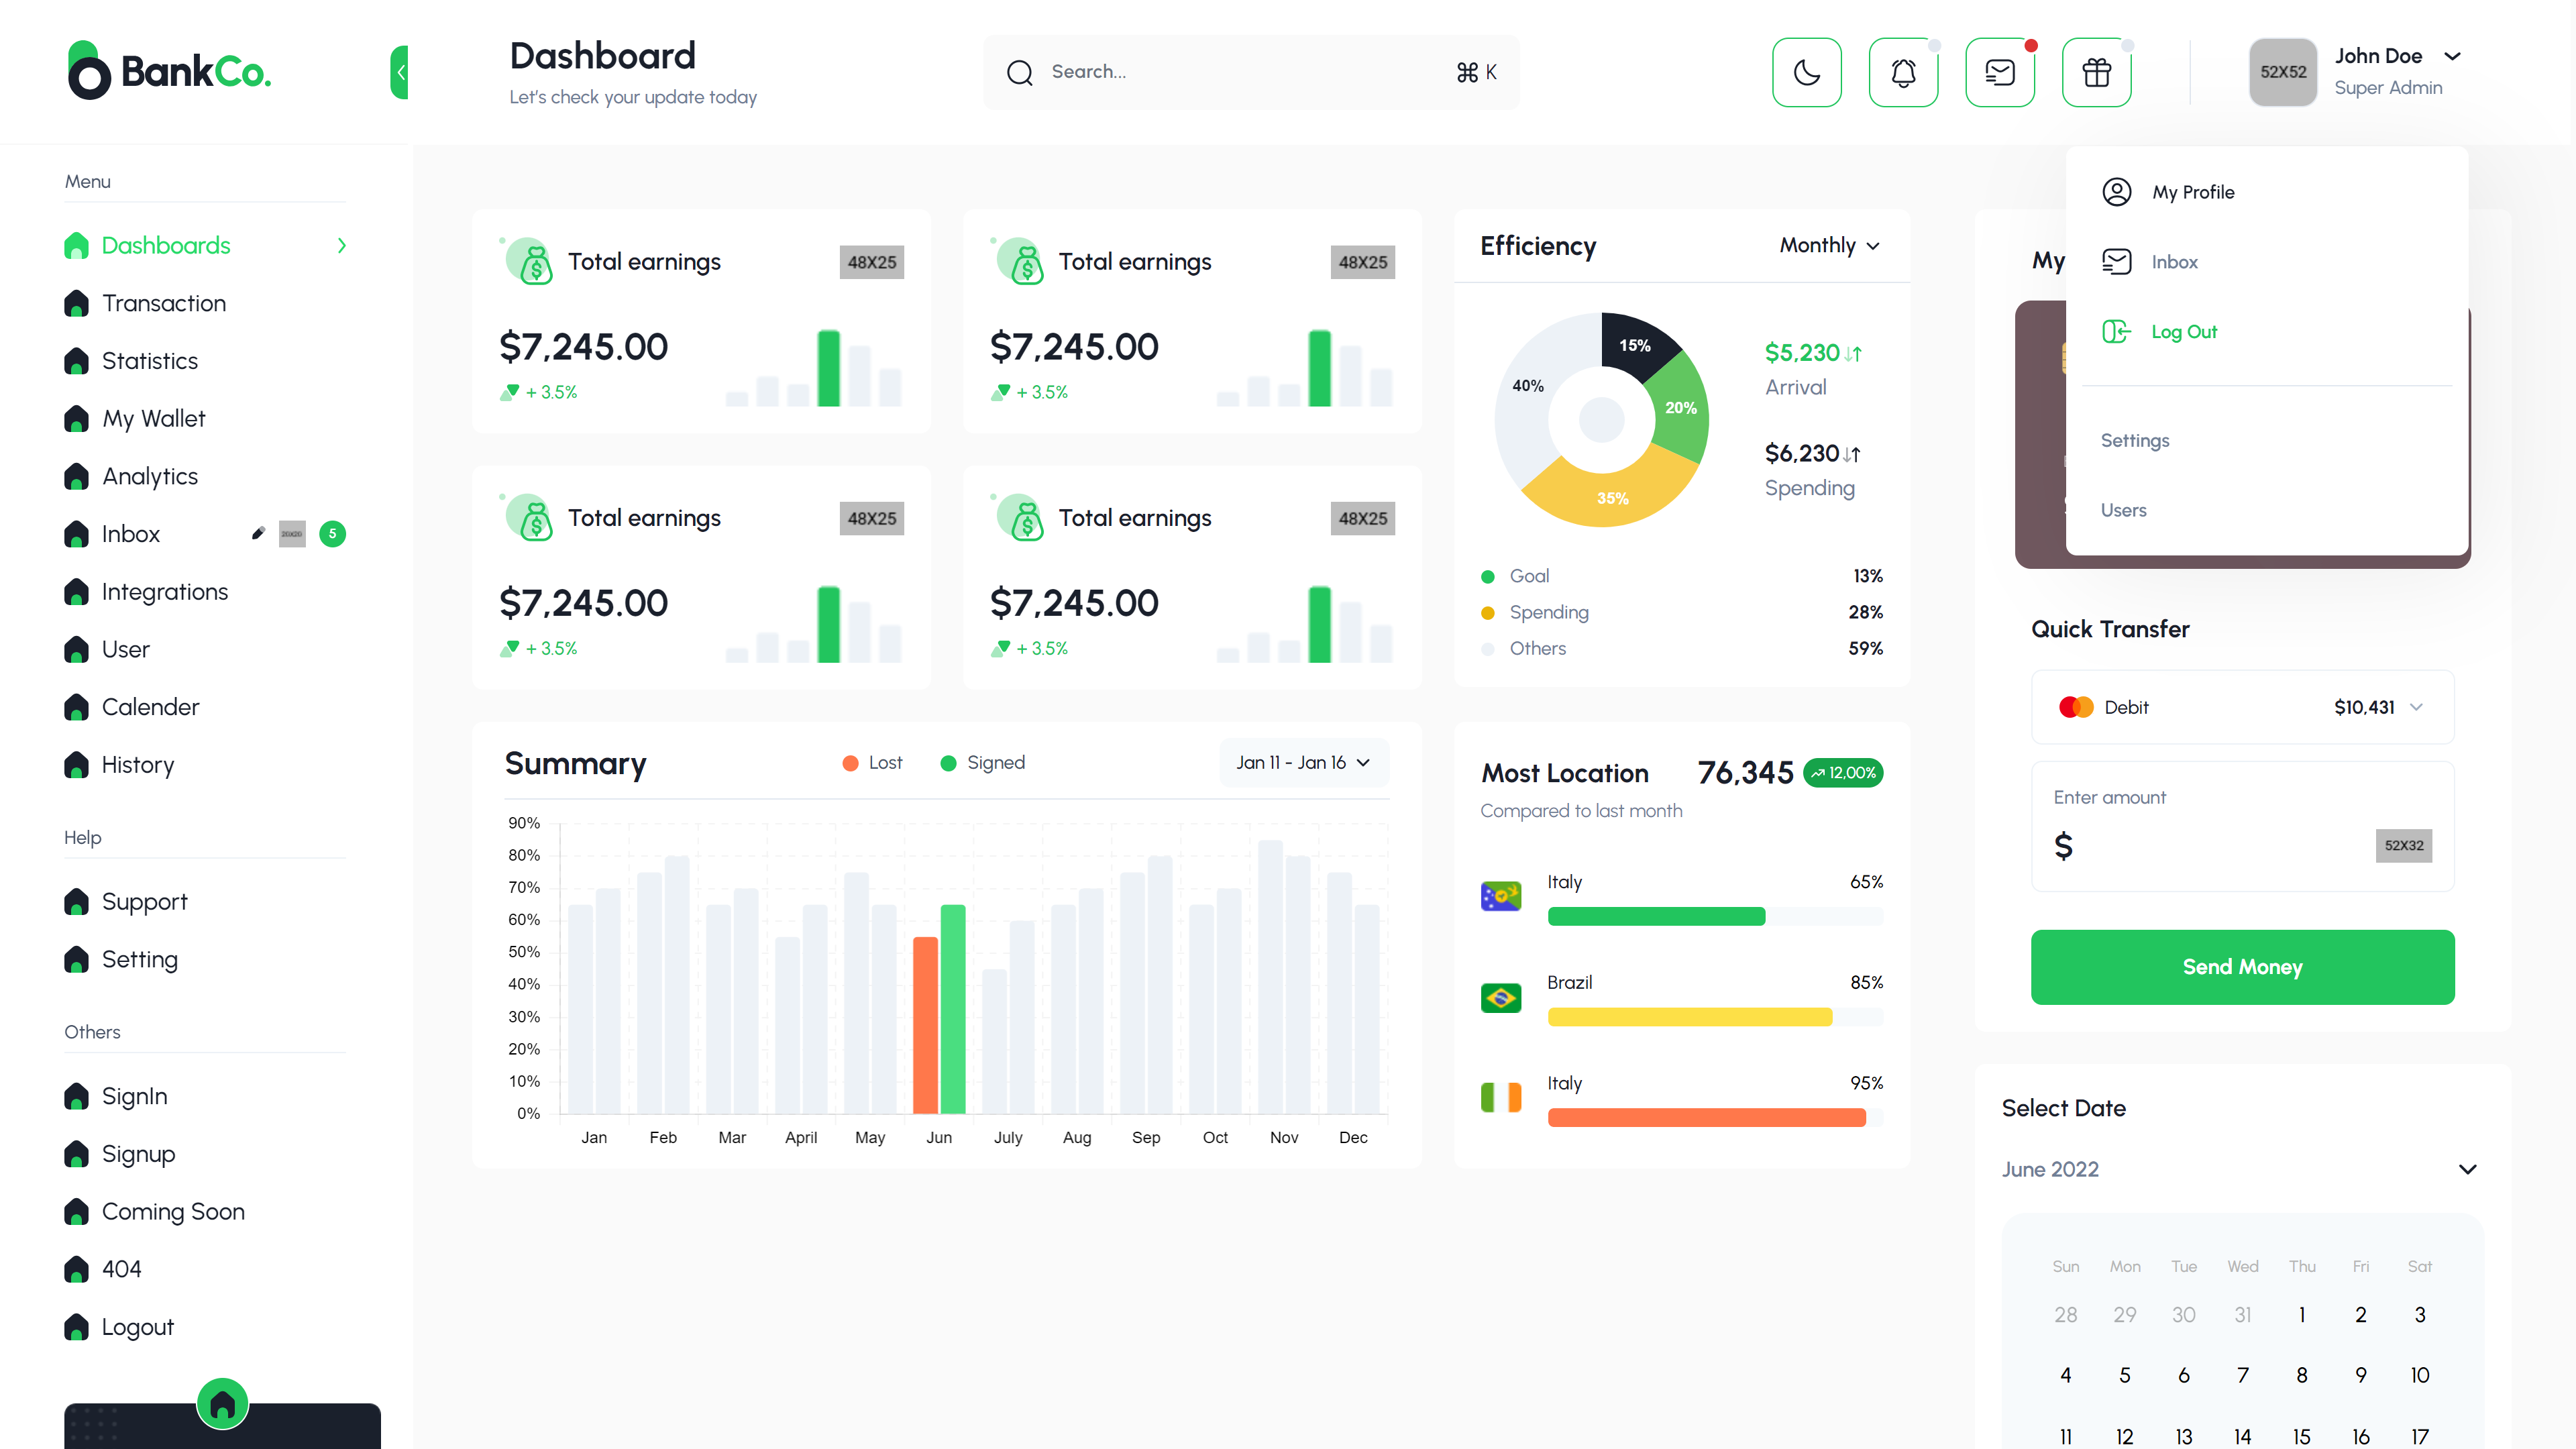 BankCo.
Dashboard
Let's check your update today
Search...
⌘ K
52X52
John Doe
Super Admin
Menu
Dashboards
Transaction
Statistics
My Wallet
Analytics
Inbox
20X20
5
Integrations
User
Calender
History
Help
Support
Setting
Others
SignIn
Signup
Coming Soon
404
Logout
Total earnings
48X25
$7,245.00
+ 3.5%
Total earnings
48X25
$7,245.00
+ 3.5%
Total earnings
48X25
$7,245.00
+ 3.5%
Total earnings
48X25
$7,245.00
+ 3.5%
Efficiency
Monthly
15%
20%
35%
40%
$5,230
Arrival
$6,230
Spending
Goal 13%
Spending 28%
Others 59%
Summary
Lost
Signed
Jan 11 - Jan 16
90%
80%
70%
60%
50%
40%
30%
20%
10%
0%
Jan Feb Mar April May Jun July Aug Sep Oct Nov Dec
Most Location
76,345
12,00%
Compared to last month
Italy 65%
Brazil 85%
Italy 95%
My
My Profile
Inbox
Log Out
Settings
Users
Quick Transfer
Debit
$10,431
Enter amount
$
52X32
Send Money
Select Date
June 2022
Sun Mon Tue Wed Thu Fri Sat
28 29 30 31 1 2 3
4 5 6 7 8 9 10
11 12 13 14 15 16 17